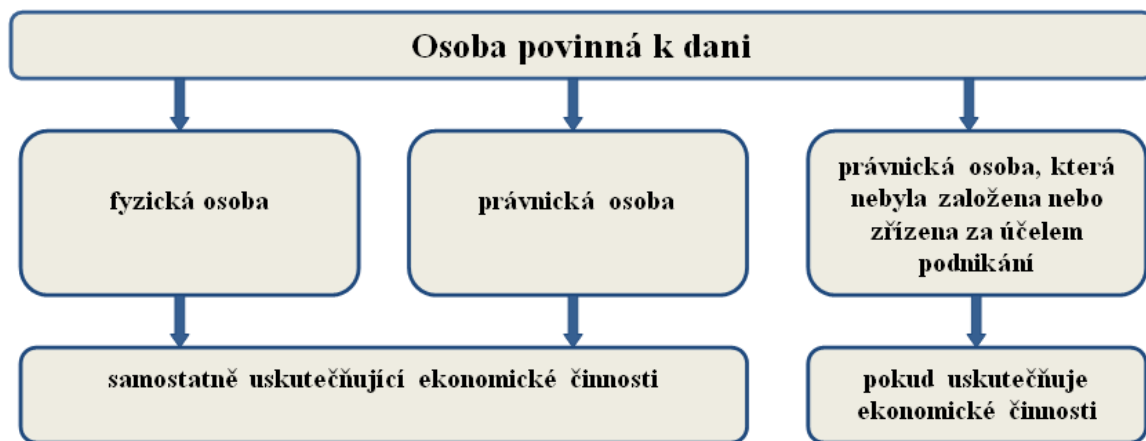 Osoba povinná k dani
fyzická osoba
právnická osoba
právnická osoba, která
nebyla založena nebo
zřízena za účelem
podnikání
samostatně uskutečňující ekonomické činnosti
pokud uskutečňuje
ekonomické činnosti